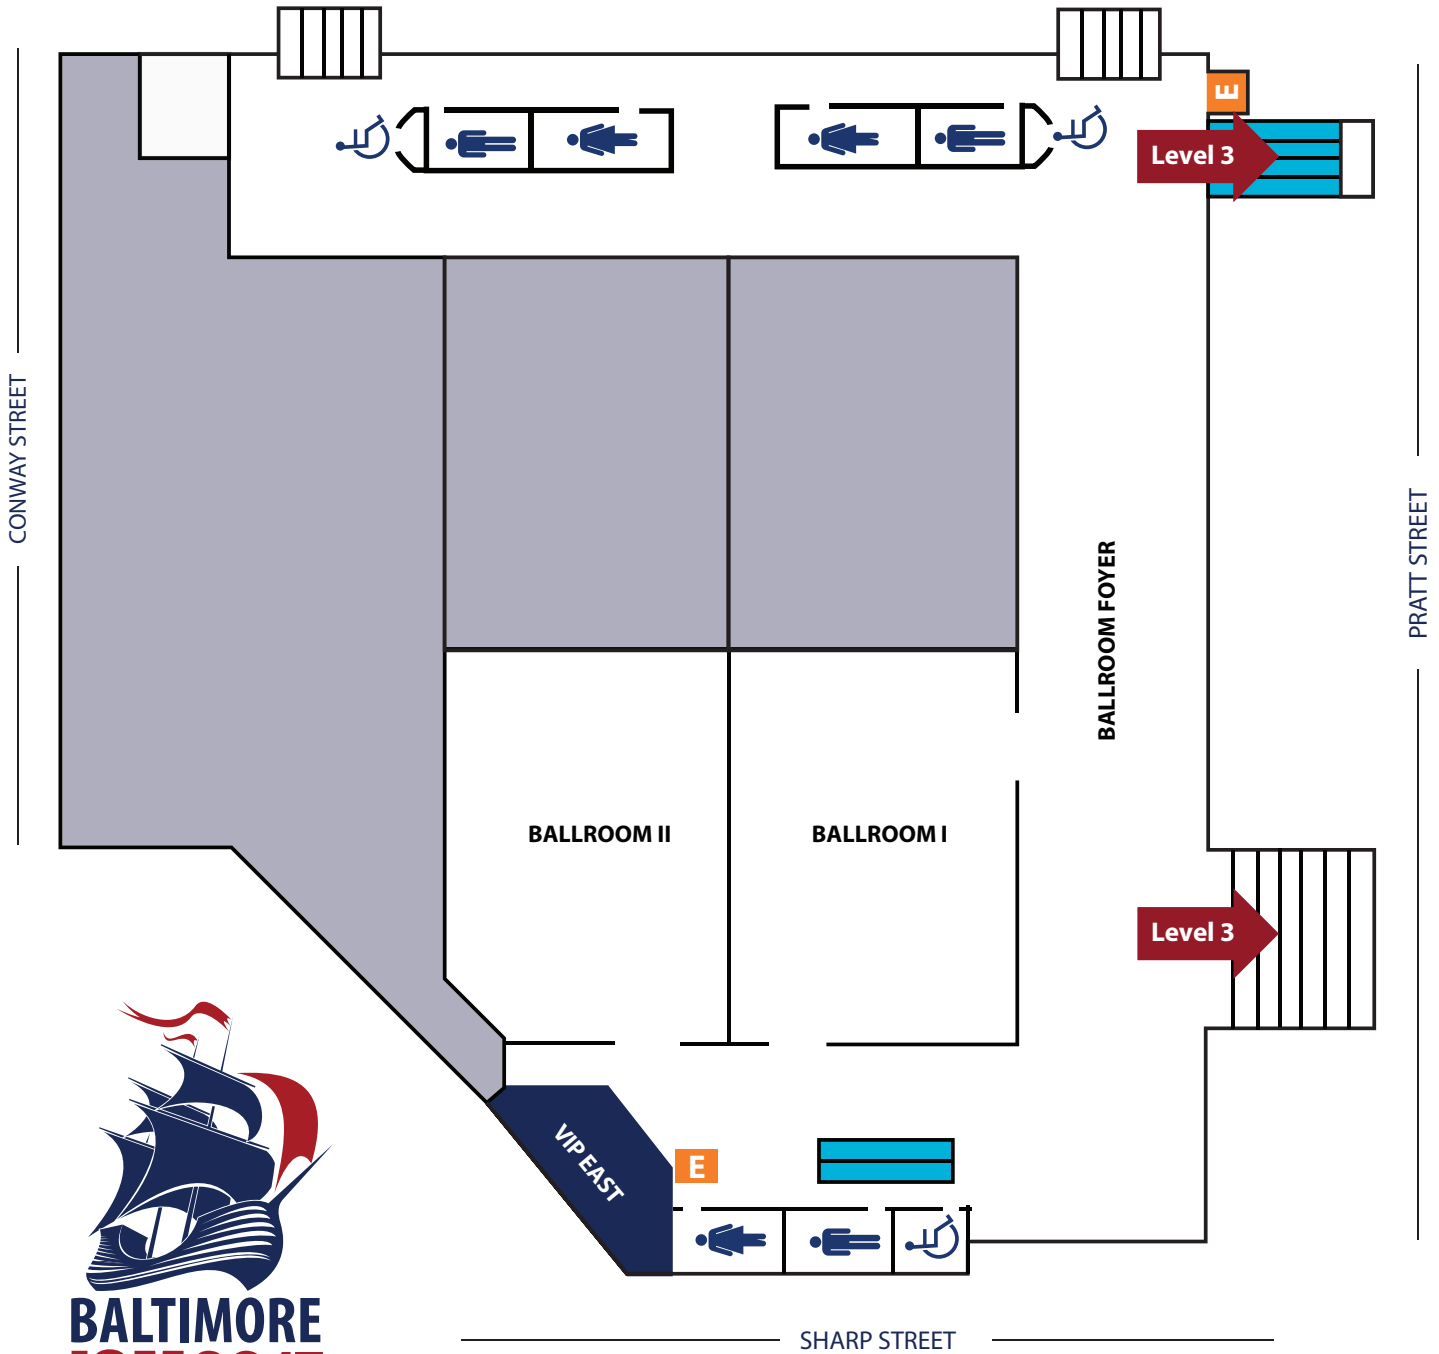 E
Level 3
CONWAY STREET
PRATT STREET
BALLROOM FOYER
BALLROOM II
BALLROOM I
Level 3
VIP EAST
E
BALTIMORE
SHARP STREET